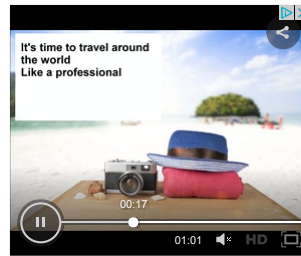 It's time to travel around
the world
Like a professional
00:17
01:01
HD